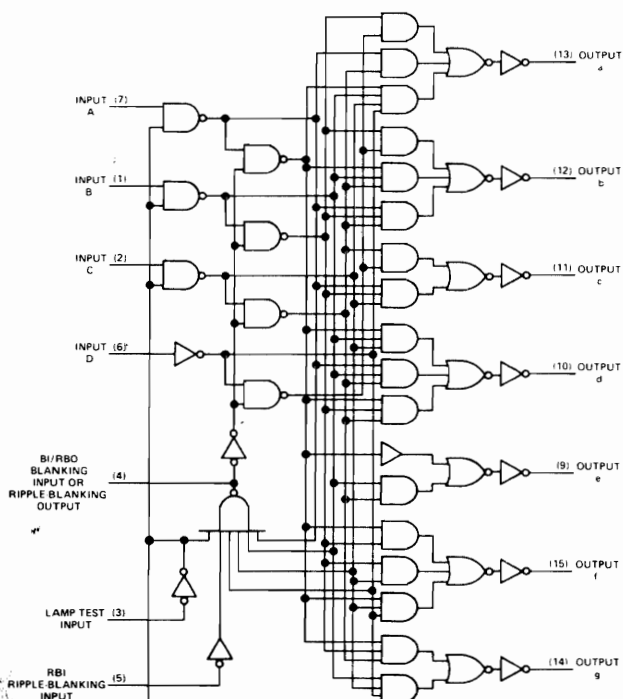 (13) OUTPUT
a
INPUT (7)
A
INPUT (1)
B
(12) OUTPUT
b
INPUT (2)
C
(11) OUTPUT
c
INPUT (6)
D
(10) OUTPUT
d
BI/RBO
BLANKING (4)
INPUT OR
RIPPLE-BLANKING
OUTPUT
(9) OUTPUT
e
(15) OUTPUT
f
LAMP TEST (3)
INPUT
(14) OUTPUT
g
RBI
RIPPLE-BLANKING (5)
INPUT